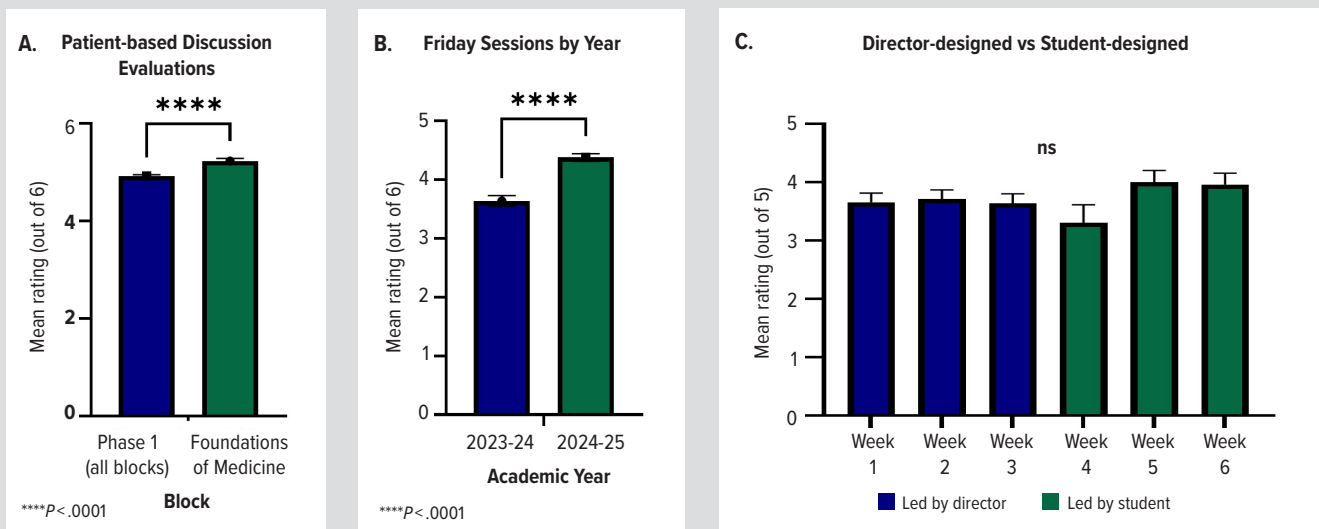 A. Patient-based Discussion
Evaluations
****
Mean rating (out of 6)
6
4
2
0
Phase 1
(all blocks)
Foundations
of Medicine
Block
****P<.0001
B. Friday Sessions by Year
****
Mean rating (out of 6)
5
4
3
2
1
0
2023-24 2024-25
Academic Year
****P<.0001
C. Director-designed vs Student-designed
ns
Mean rating (out of 5)
5
4
3
2
1
0
Week
1
Week
2
Week
3
Week
4
Week
5
Week
6
Led by director Led by student